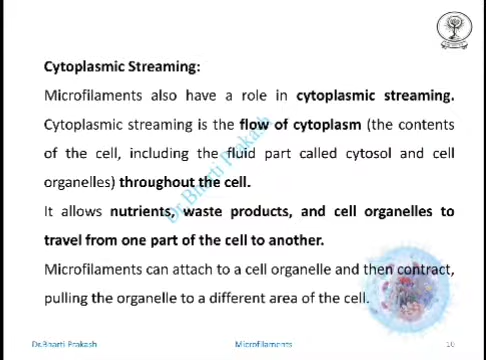 Cytoplasmic Streaming:
Microfilaments also have a role in cytoplasmic streaming.
Cytoplasmic streaming is the flow of cytoplasm (the contents
of the cell, including the fluid part called cytosol and cell
organelles) throughout the cell.
It allows nutrients, waste products, and cell organelles to
travel from one part of the cell to another.
Microfilaments can attach to a cell organelle and then contract,
pulling the organelle to a different area of the cell.
Dr.Bharti Prakash
Dr.Bharti Prakash Microfilaments 10